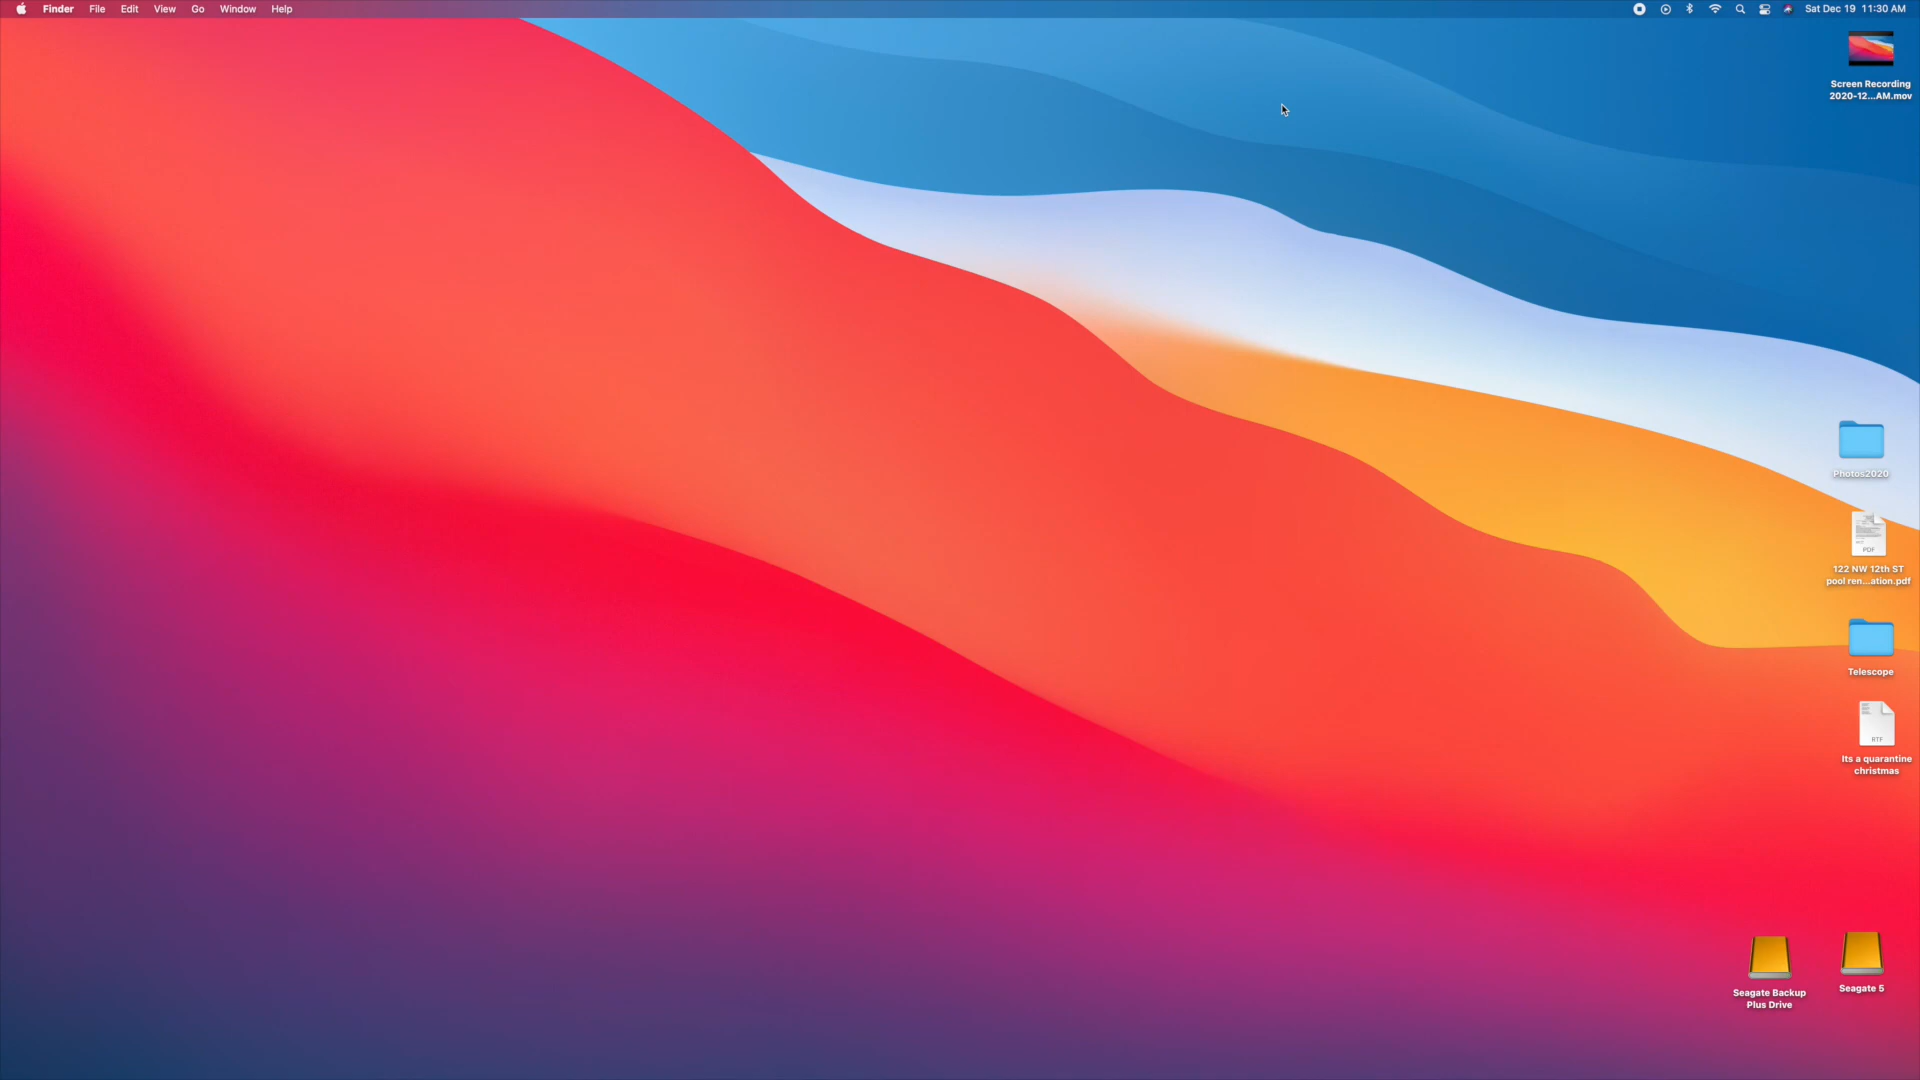 Finder File Edit View Go Window Help Sat Dec 19 11:30 AM
Screen Recording
2020-12...AM.mov
Photos2020
PDF
122 NW 12th ST
pool ren...ation.pdf
Telescope
RTF
Its a quarantine
christmas
Seagate Backup
Plus Drive
Seagate 5